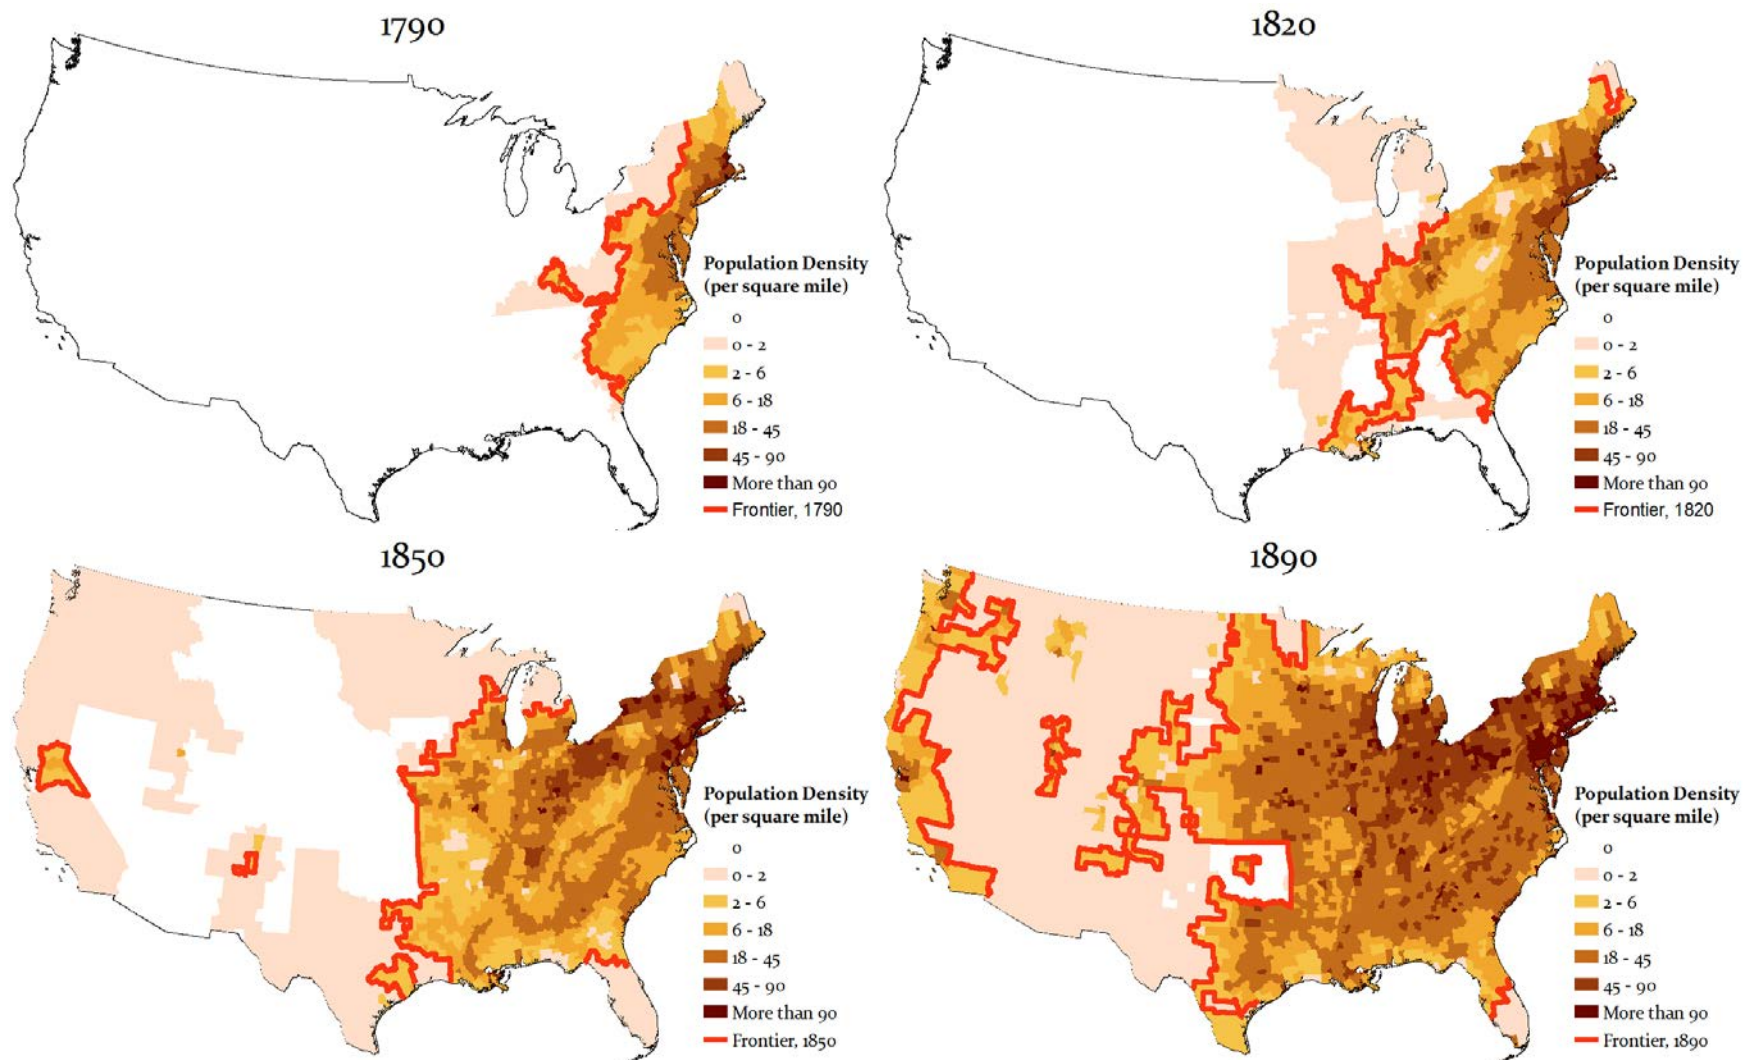 1790
Population Density
(per square mile)
0
0 - 2
2 - 6
6 - 18
18 - 45
45 - 90
More than 90
Frontier, 1790
1820
Population Density
(per square mile)
0
0 - 2
2 - 6
6 - 18
18 - 45
45 - 90
More than 90
Frontier, 1820
1850
Population Density
(per square mile)
0
0 - 2
2 - 6
6 - 18
18 - 45
45 - 90
More than 90
Frontier, 1850
1890
Population Density
(per square mile)
0
0 - 2
2 - 6
6 - 18
18 - 45
45 - 90
More than 90
Frontier, 1890